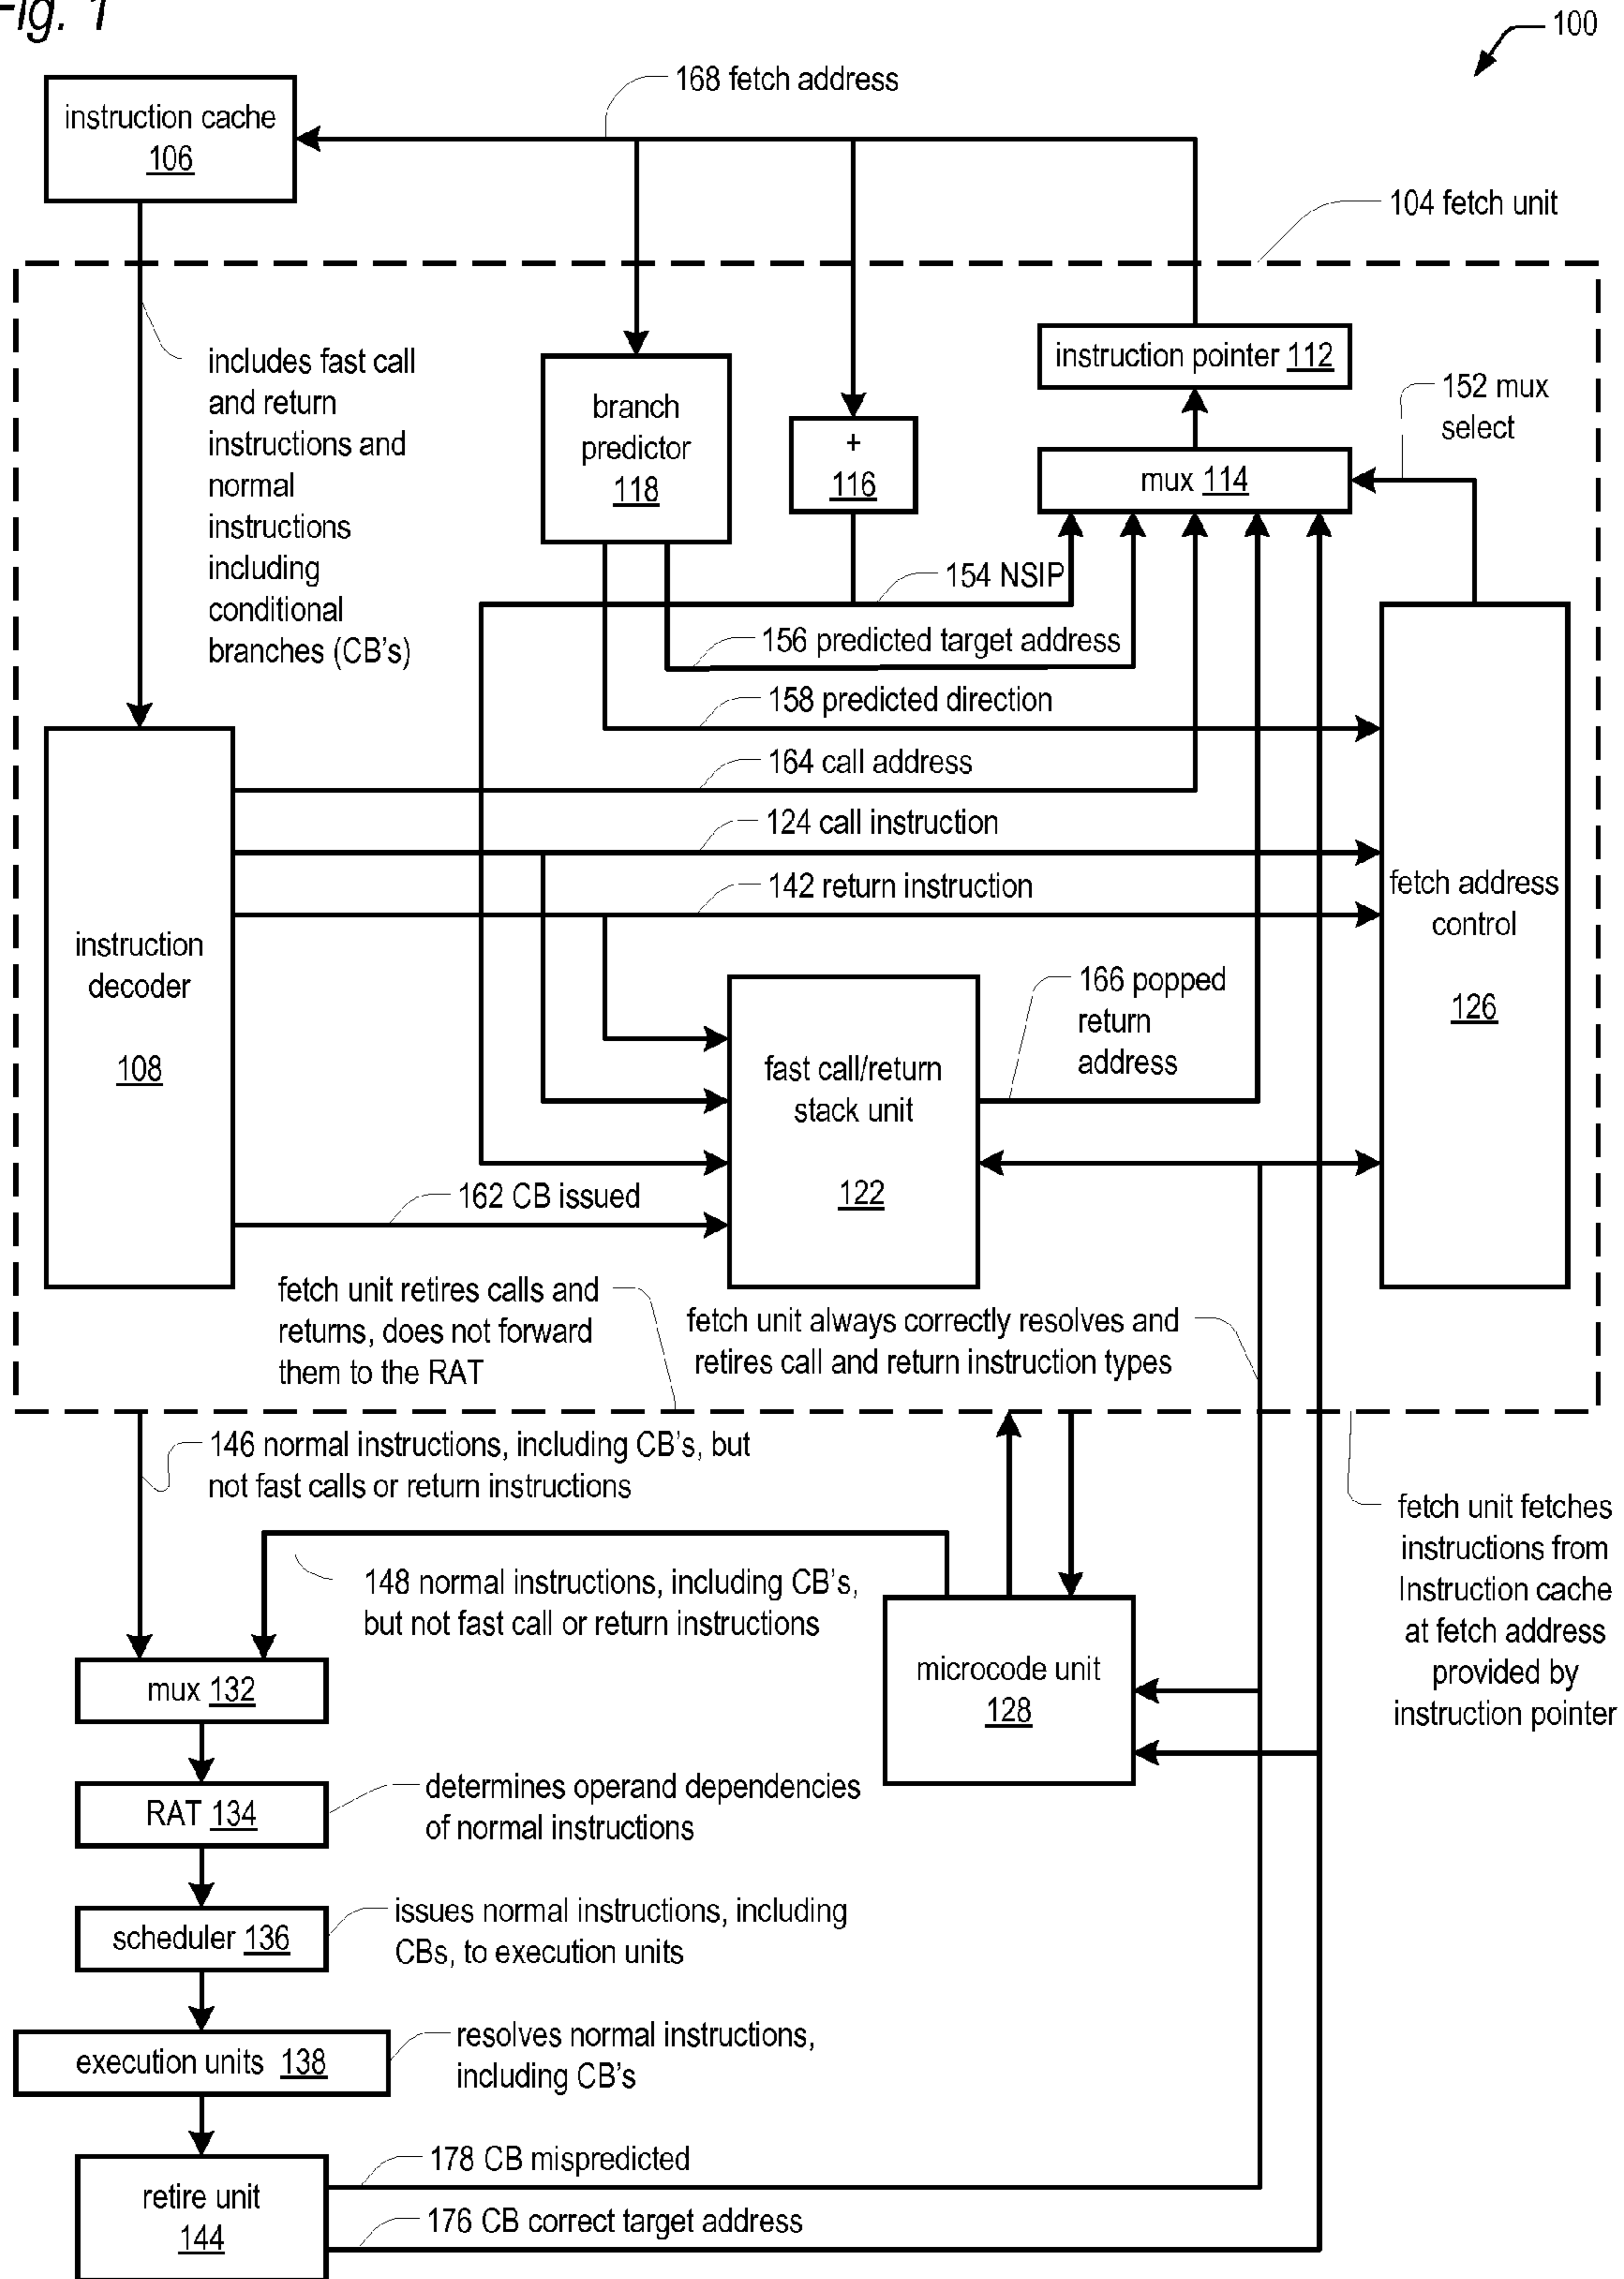 Fig. 1
100
168 fetch address
instruction cache
106
104 fetch unit
includes fast call
and return
instructions and
normal
instructions
including
conditional
branches (CB's)
branch
predictor
118
+
116
instruction pointer 112
152 mux
select
mux 114
154 NSIP
156 predicted target address
158 predicted direction
164 call address
124 call instruction
142 return instruction
instruction
decoder
108
fetch address
control
126
166 popped
return
address
fast call/return
stack unit
122
162 CB issued
fetch unit retires calls and
returns, does not forward
them to the RAT
fetch unit always correctly resolves and
retires call and return instruction types
146 normal instructions, including CB's, but
not fast calls or return instructions
fetch unit fetches
instructions from
Instruction cache
at fetch address
provided by
instruction pointer
148 normal instructions, including CB's,
but not fast call or return instructions
microcode unit
128
mux 132
RAT 134
determines operand dependencies
of normal instructions
scheduler 136
issues normal instructions, including
CBs, to execution units
execution units 138
resolves normal instructions,
including CB's
retire unit
144
178 CB mispredicted
176 CB correct target address